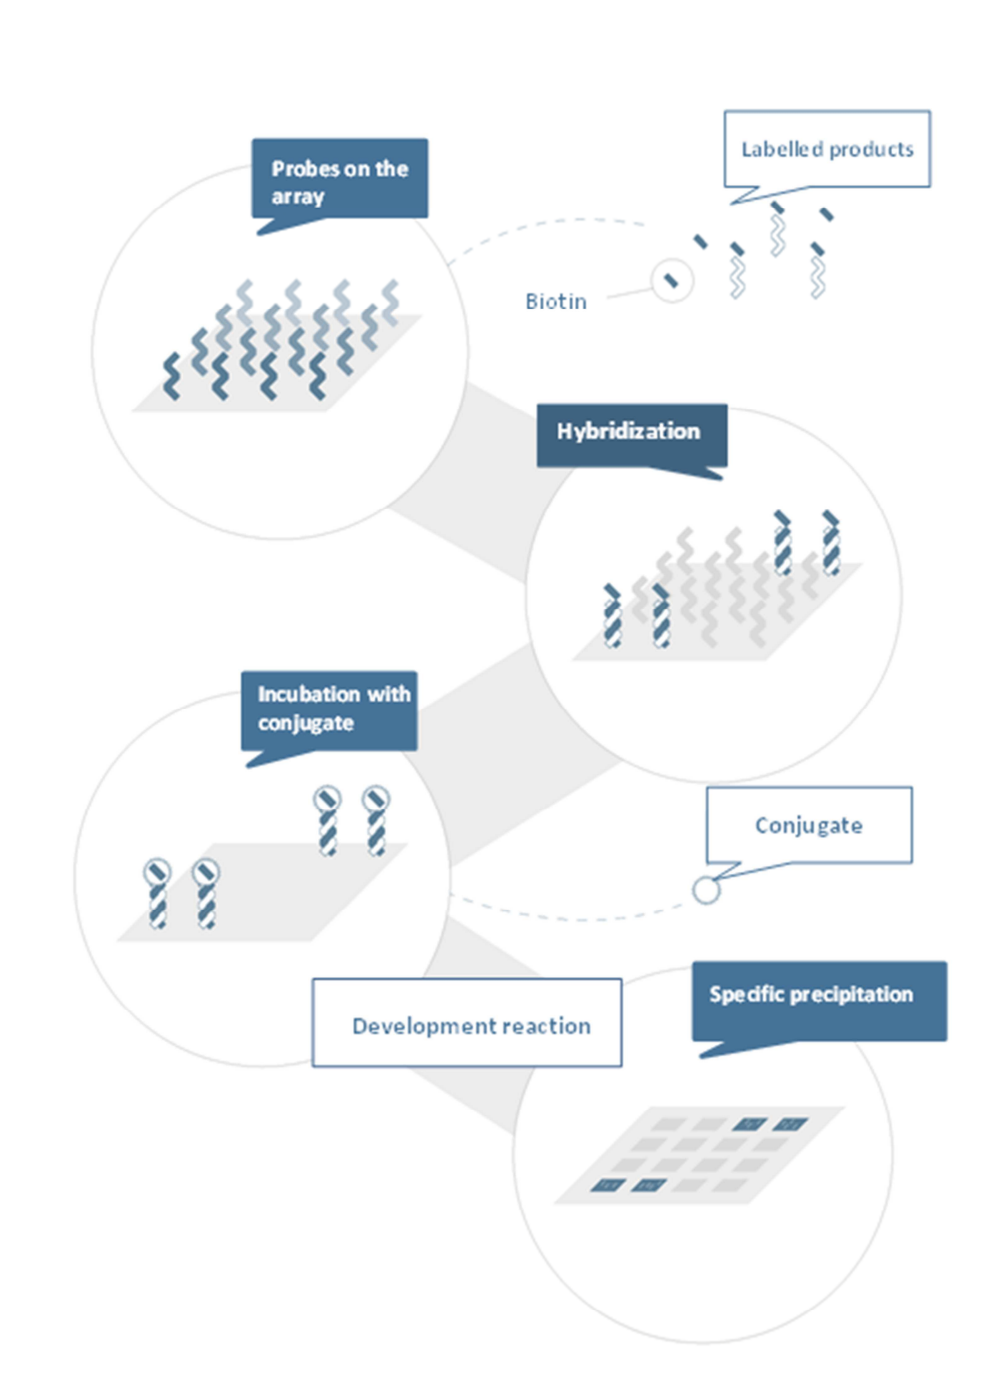 Labelled products
Probes on the
array
Biotin
Hybridization
Incubation with
conjugate
Conjugate
Specific precipitation
Development reaction